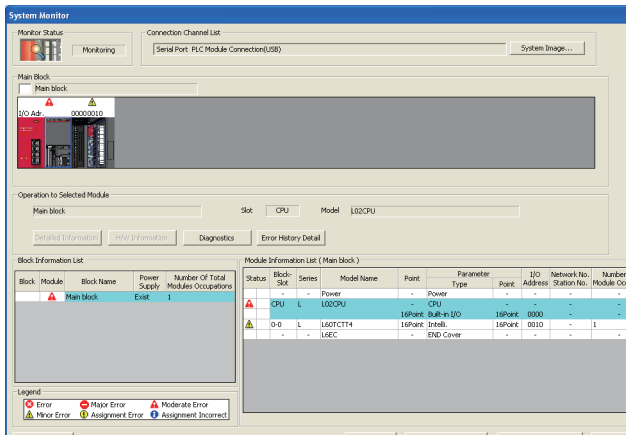 System Monitor
Monitor Status
Monitoring
Connection Channel List
Serial Port PLC Module Connection(USB)
System Image...
Main Block
Main block
I/O Adr. 00000010
Operation to Selected Module
Main block
Slot CPU
Model L02CPU
Detailed Information
H/W Information
Diagnostics
Error History Detail
Block Information List
Block Module Block Name Power Supply Number Of Total Modules Occupations
Main block Exist 1
Module Information List ( Main block )
Status Block-Slot Series Model Name Point Parameter Type Point I/O Address Network No. Station No. Number Module Occ
- - Power - Power - - - -
CPU L L02CPU CPU - -
16Point Built-in I/O 16Point 0000 - -
0-0 L L60TCTT4 16Point Intelli. 16Point 0010 - 1
- - L6EC - END Cover - - -
Legend
Error Major Error Moderate Error
Minor Error Assignment Error Assignment Incorrect